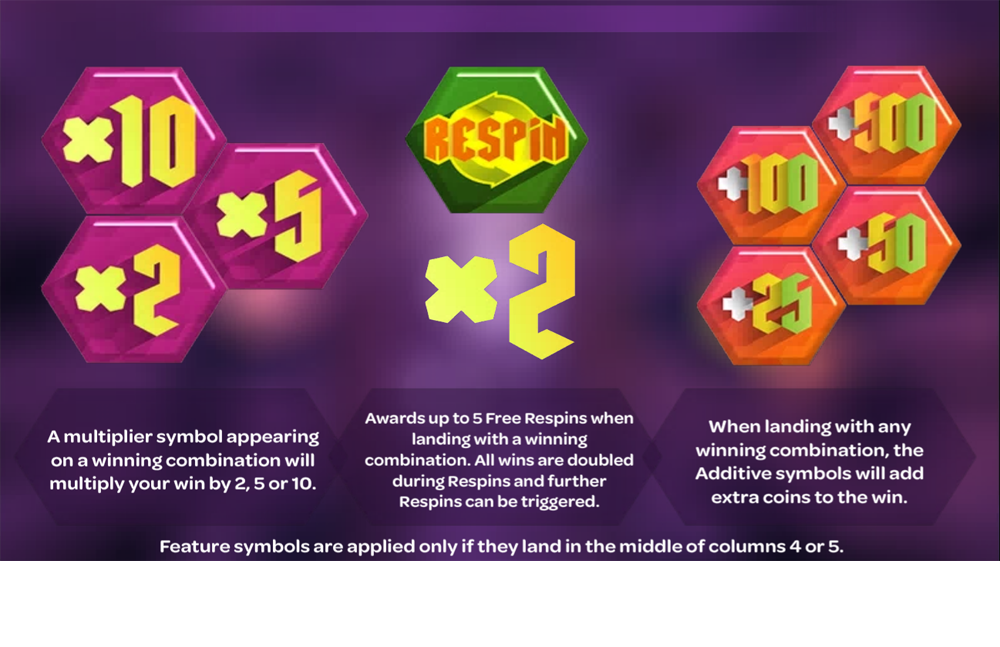 ×10
×5
×2
RESPIN
×2
+500
+100
+50
+25
A multiplier symbol appearing
on a winning combination will
multiply your win by 2, 5 or 10.
Awards up to 5 Free Respins when
landing with a winning
combination. All wins are doubled
during Respins and further
Respins can be triggered.
When landing with any
winning combination, the
Additive symbols will add
extra coins to the win.
Feature symbols are applied only if they land in the middle of columns 4 or 5.